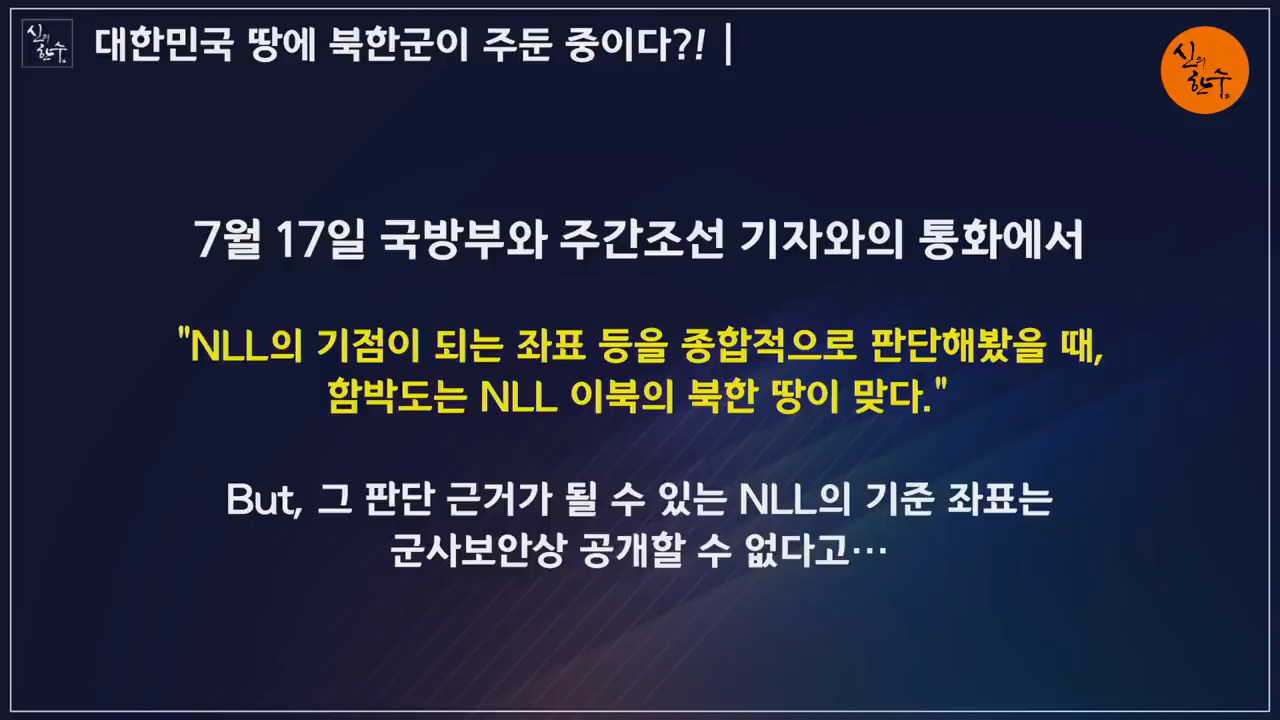 신의
한수
대한민국 땅에 북한군이 주둔 중이다?! |
신의
한수
7월 17일 국방부와 주간조선 기자와의 통화에서
"NLL의 기점이 되는 좌표 등을 종합적으로 판단해봤을 때,
함박도는 NLL 이북의 북한 땅이 맞다."
But, 그 판단 근거가 될 수 있는 NLL의 기준 좌표는
군사보안상 공개할 수 없다고…